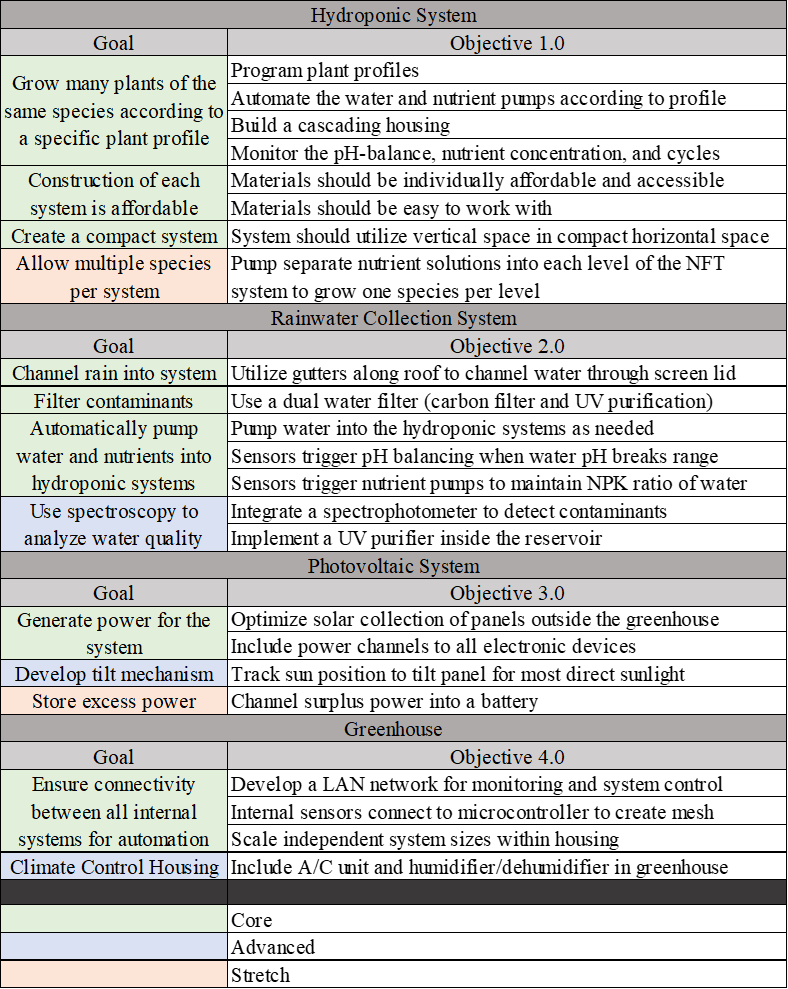 Hydroponic System
Goal
Objective 1.0
Grow many plants of the
same species according to
a specific plant profile
Program plant profiles
Automate the water and nutrient pumps according to profile
Build a cascading housing
Monitor the pH-balance, nutrient concentration, and cycles
Construction of each
system is affordable
Materials should be individually affordable and accessible
Materials should be easy to work with
Create a compact system
System should utilize vertical space in compact horizontal space
Allow multiple species
per system
Pump separate nutrient solutions into each level of the NFT
system to grow one species per level
Rainwater Collection System
Goal
Objective 2.0
Channel rain into system
Utilize gutters along roof to channel water through screen lid
Filter contaminants
Use a dual water filter (carbon filter and UV purification)
Automatically pump
water and nutrients into
hydroponic systems
Pump water into the hydroponic systems as needed
Sensors trigger pH balancing when water pH breaks range
Sensors trigger nutrient pumps to maintain NPK ratio of water
Use spectroscopy to
analyze water quality
Integrate a spectrophotometer to detect contaminants
Implement a UV purifier inside the reservoir
Photovoltaic System
Goal
Objective 3.0
Generate power for the
system
Optimize solar collection of panels outside the greenhouse
Include power channels to all electronic devices
Develop tilt mechanism
Track sun position to tilt panel for most direct sunlight
Store excess power
Channel surplus power into a battery
Greenhouse
Goal
Objective 4.0
Ensure connectivity
between all internal
systems for automation
Develop a LAN network for monitoring and system control
Internal sensors connect to microcontroller to create mesh
Scale independent system sizes within housing
Climate Control Housing
Include A/C unit and humidifier/dehumidifier in greenhouse
Core
Advanced
Stretch